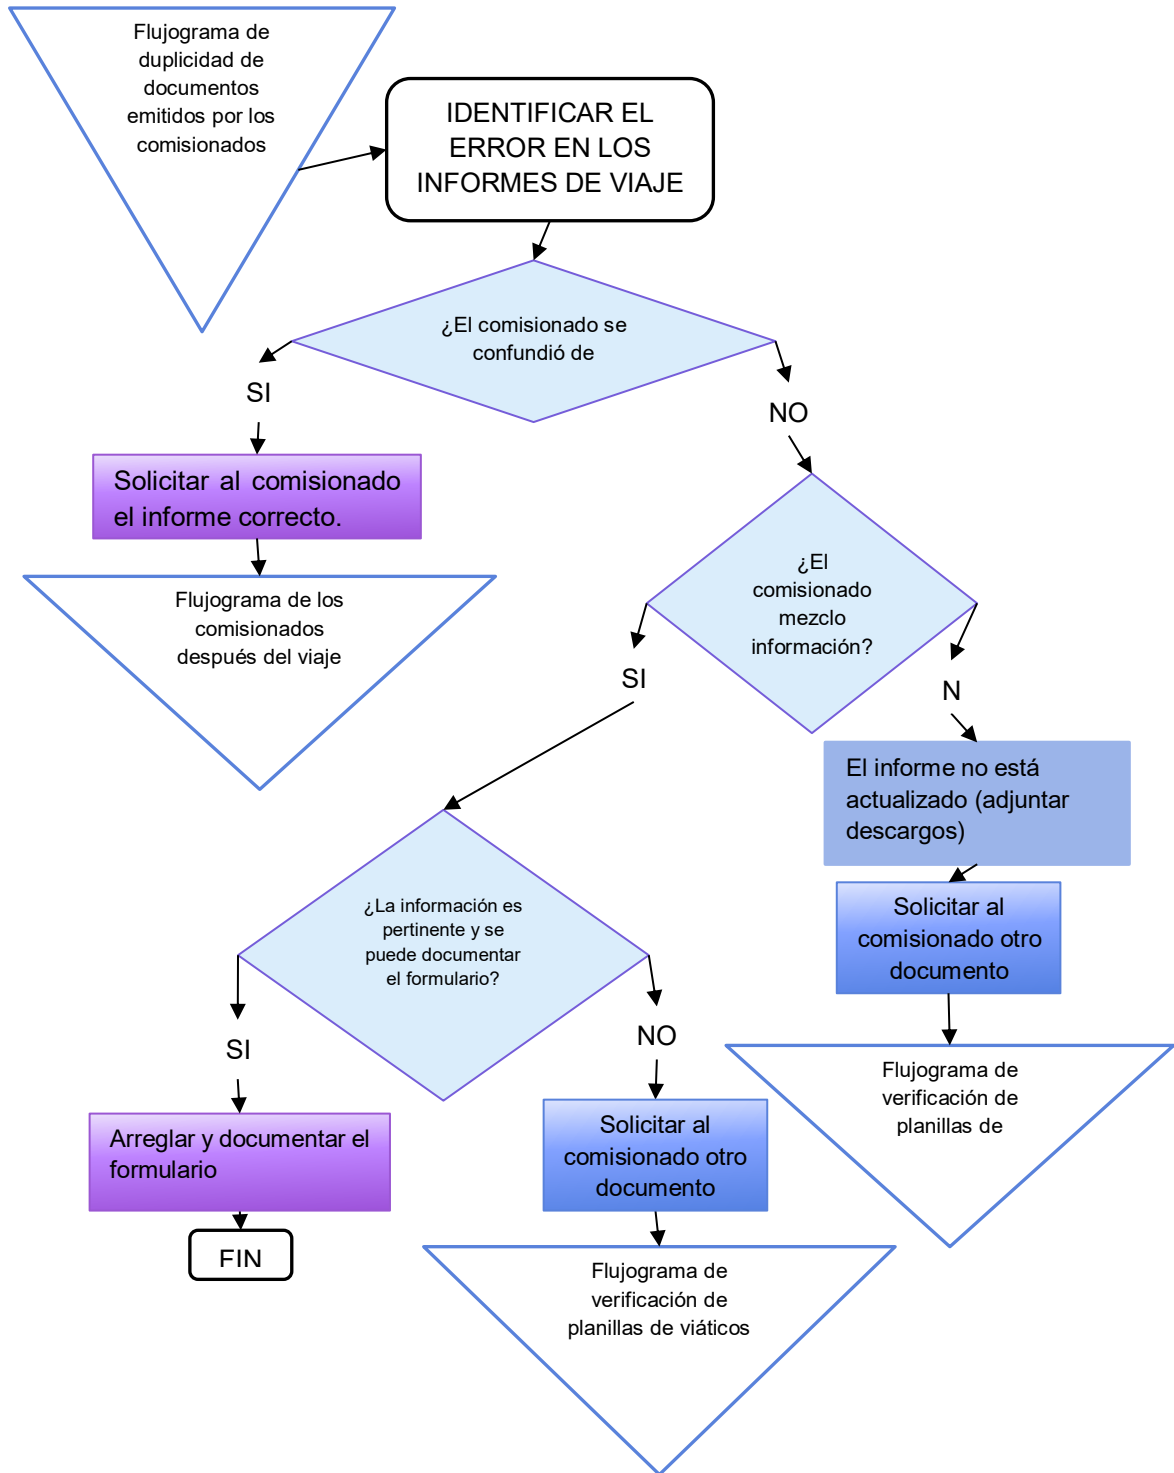 Flujograma de
duplicidad de
documentos
emitidos por los
comisionados
IDENTIFICAR EL
ERROR EN LOS
INFORMES DE VIAJE
¿El comisionado se
confundió de
SI
NO
Solicitar al comisionado
el informe correcto.
Flujograma de los
comisionados
después del viaje
¿El
comisionado
mezclo
información?
SI
N
El informe no está
actualizado (adjuntar
descargos)
Solicitar al
comisionado otro
documento
¿La información es
pertinente y se
puede documentar
el formulario?
SI
NO
Flujograma de
verificación de
planillas de
Arreglar y documentar el
formulario
Solicitar al
comisionado otro
documento
FIN
Flujograma de
verificación de
planillas de viáticos